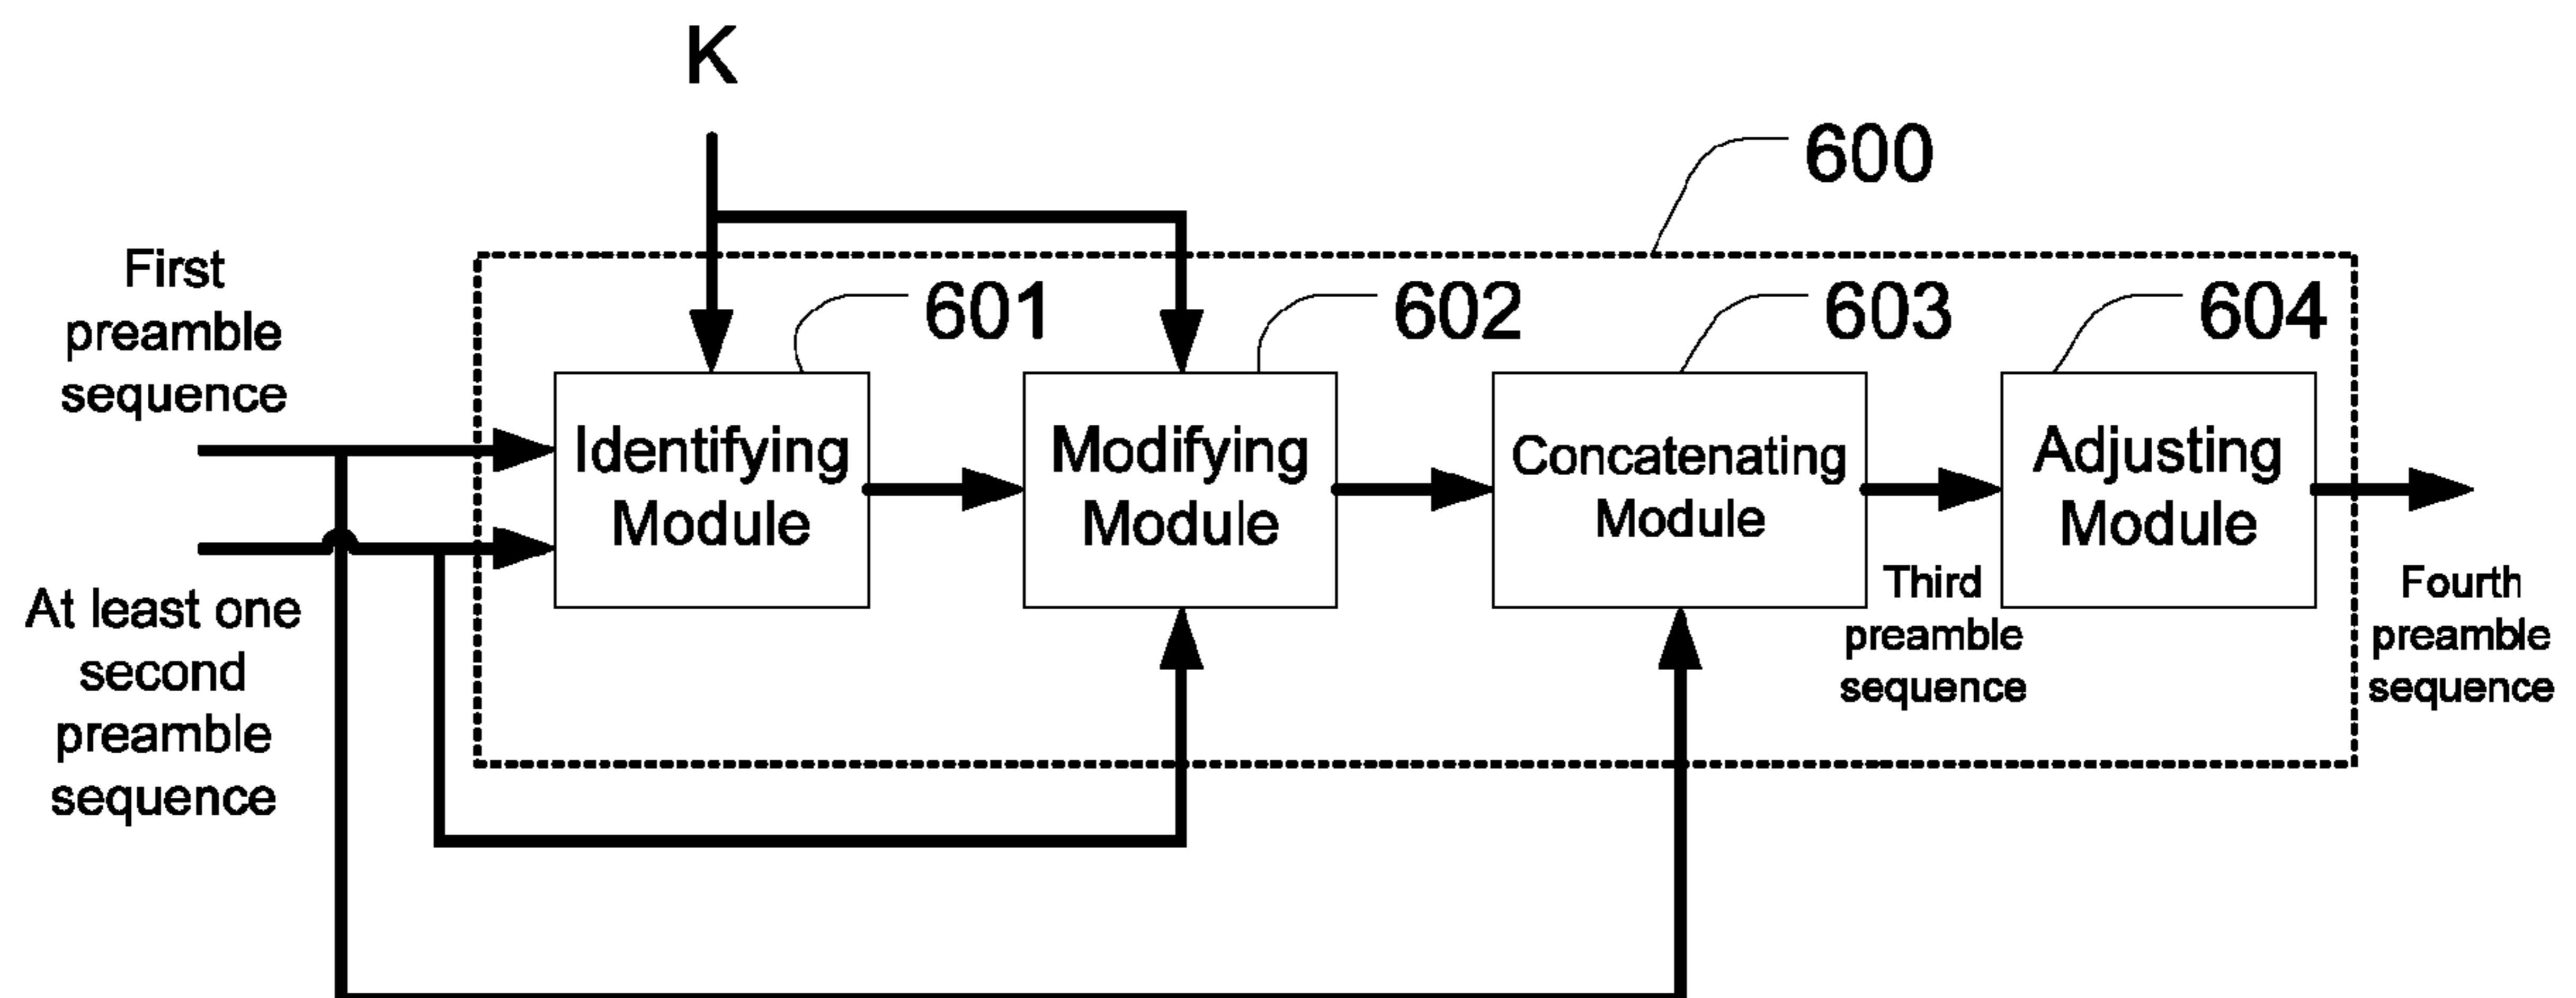 K
600
First
preamble
sequence
601
602
603
604
Identifying
Module
Modifying
Module
Concatenating
Module
Adjusting
Module
At least one
second
preamble
sequence
Third
preamble
sequence
Fourth
preamble
sequence